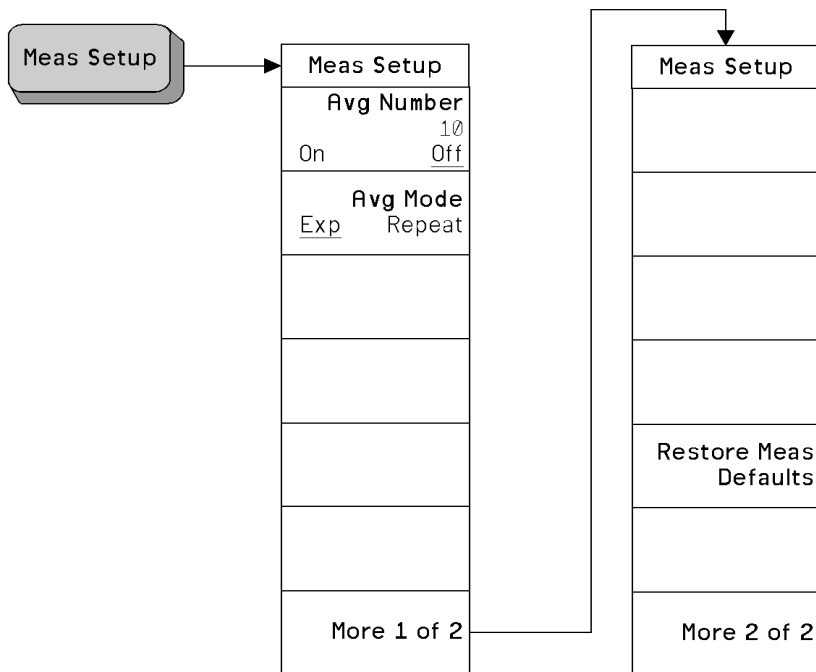 Meas Setup
Meas Setup
Avg Number
10
On Off
Avg Mode
Exp Repeat
More 1 of 2
Meas Setup
Restore Meas
Defaults
More 2 of 2